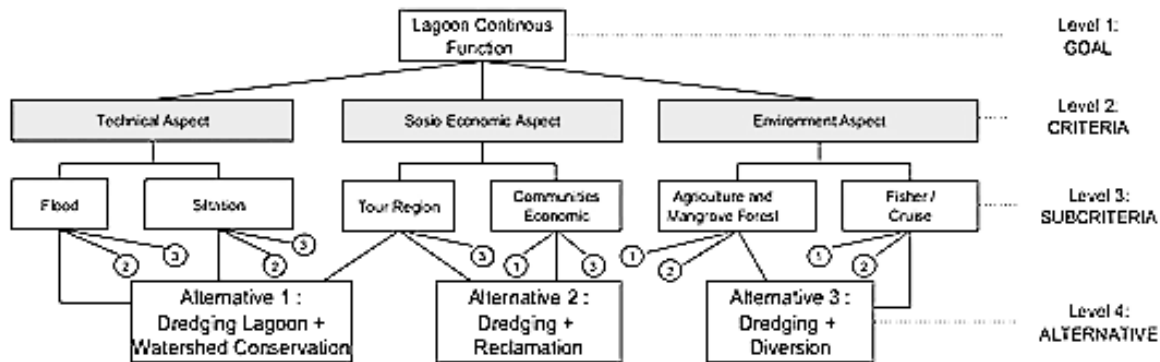 Lagoon Continous
Function
Level 1:
GOAL
Technical Aspect
Sosio Economic Aspect
Environment Aspect
Level 2:
CRITERIA
Flood
Siltation
Tour Region
Communities
Economic
Agriculture and
Mangrove Forest
Fisher /
Cruise
Level 3:
SUBCRITERIA
2
3
2
3
3
1
3
1
2
1
2
Alternative 1 :
Dredging Lagoon +
Watershed Conservation
Alternative 2 :
Dredging +
Reclamation
Alternative 3 :
Dredging +
Diversion
Level 4:
ALTERNATIVE